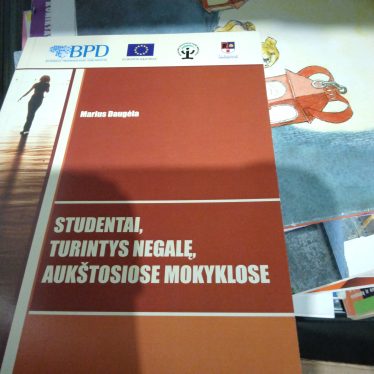 BPD
Marius Daugėla
STUDENTAI,
TURINTYS NEGALĘ,
AUKŠTOSIOSE MOKYKLOSE